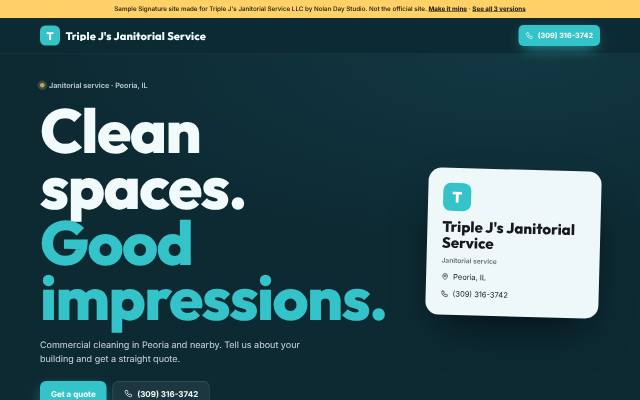 Sample Signature site made for Triple J's Janitorial Service LLC by Nolan Day Studio. Not the official site. Make it mine · See all 3 versions
T Triple J's Janitorial Service
(309) 316-3742
Janitorial service · Peoria, IL
Clean
spaces.
Good
impressions.
Commercial cleaning in Peoria and nearby. Tell us about your
building and get a straight quote.
Get a quote
(309) 316-3742
T
Triple J's Janitorial
Service
Janitorial service
Peoria, IL
(309) 316-3742